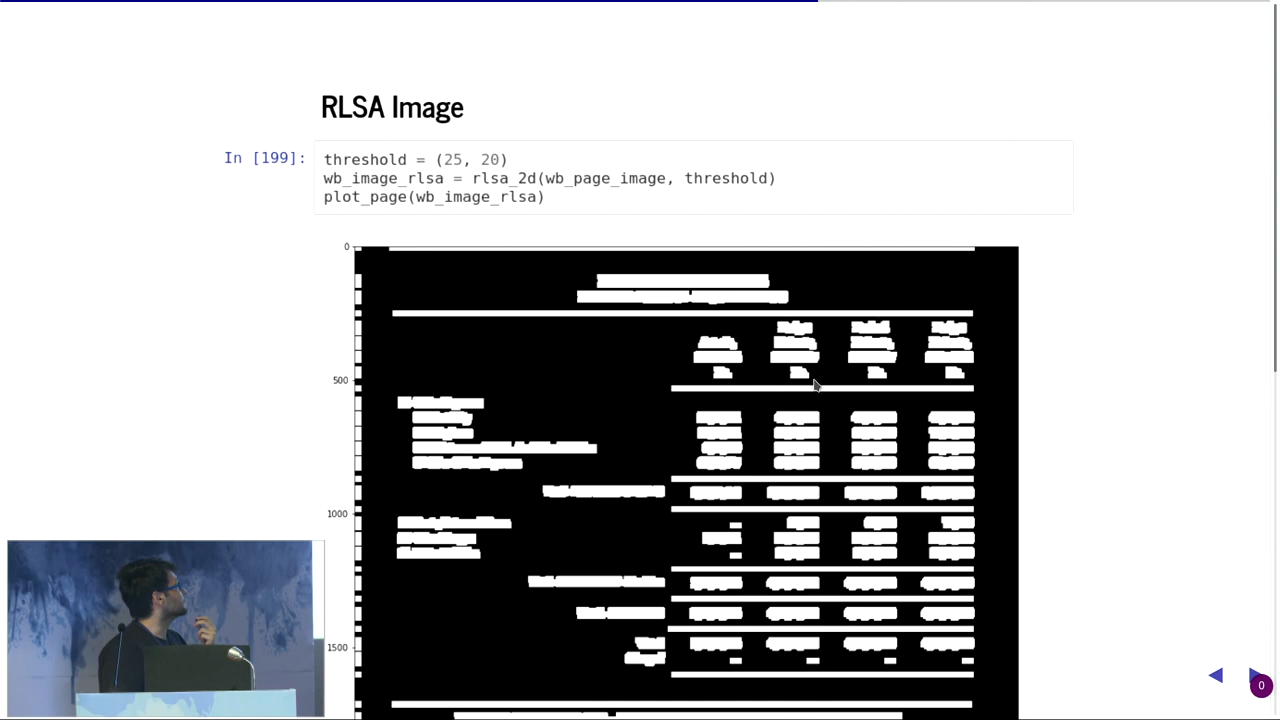 RLSA Image
In [199]:
threshold = (25, 20)
wb_image_rlsa = rlsa_2d(wb_page_image, threshold)
plot_page(wb_image_rlsa)
0
500
1000
1500
0